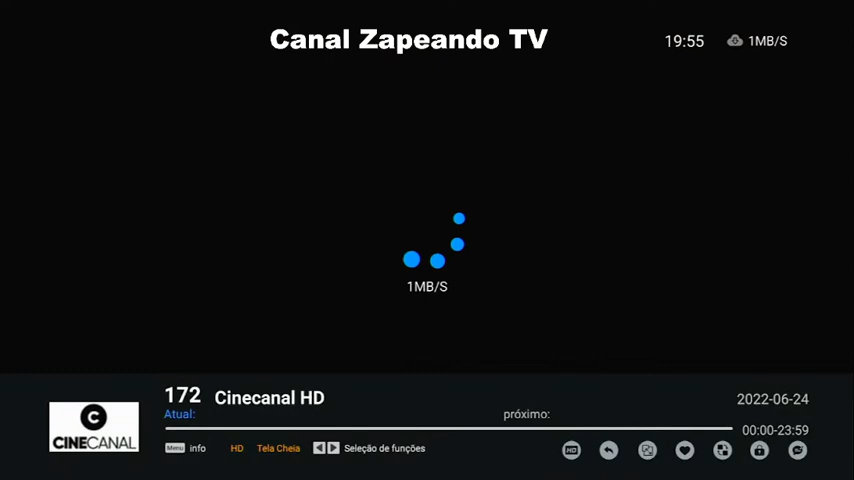 Canal Zapeando TV
19:55
1MB/S
1MB/S
C
CINECANAL
172 Cinecanal HD
2022-06-24
Atual:
próximo:
00:00-23:59
Menu info HD Tela Cheia Seleção de funções
HD